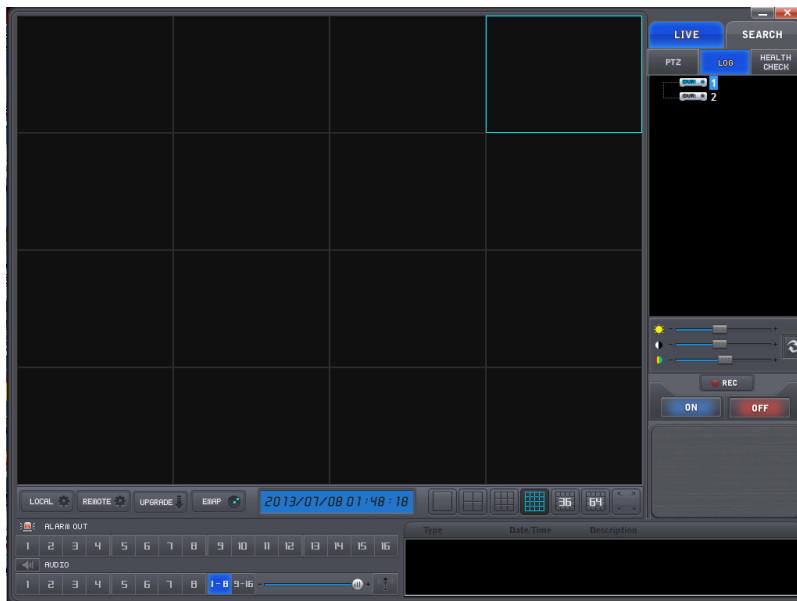 LIVE SEARCH
PTZ LOG HEALTH CHECK
DVR 1
DVR 2
REC
ON OFF
LOCAL REMOTE UPGRADE EMAP 2013/07/08 01:48:18 36 64
ALARM OUT
1 2 3 4 5 6 7 8 9 10 11 12 13 14 15 16
AUDIO
1 2 3 4 5 6 7 8 1-8 9-16
Type Date/Time Description